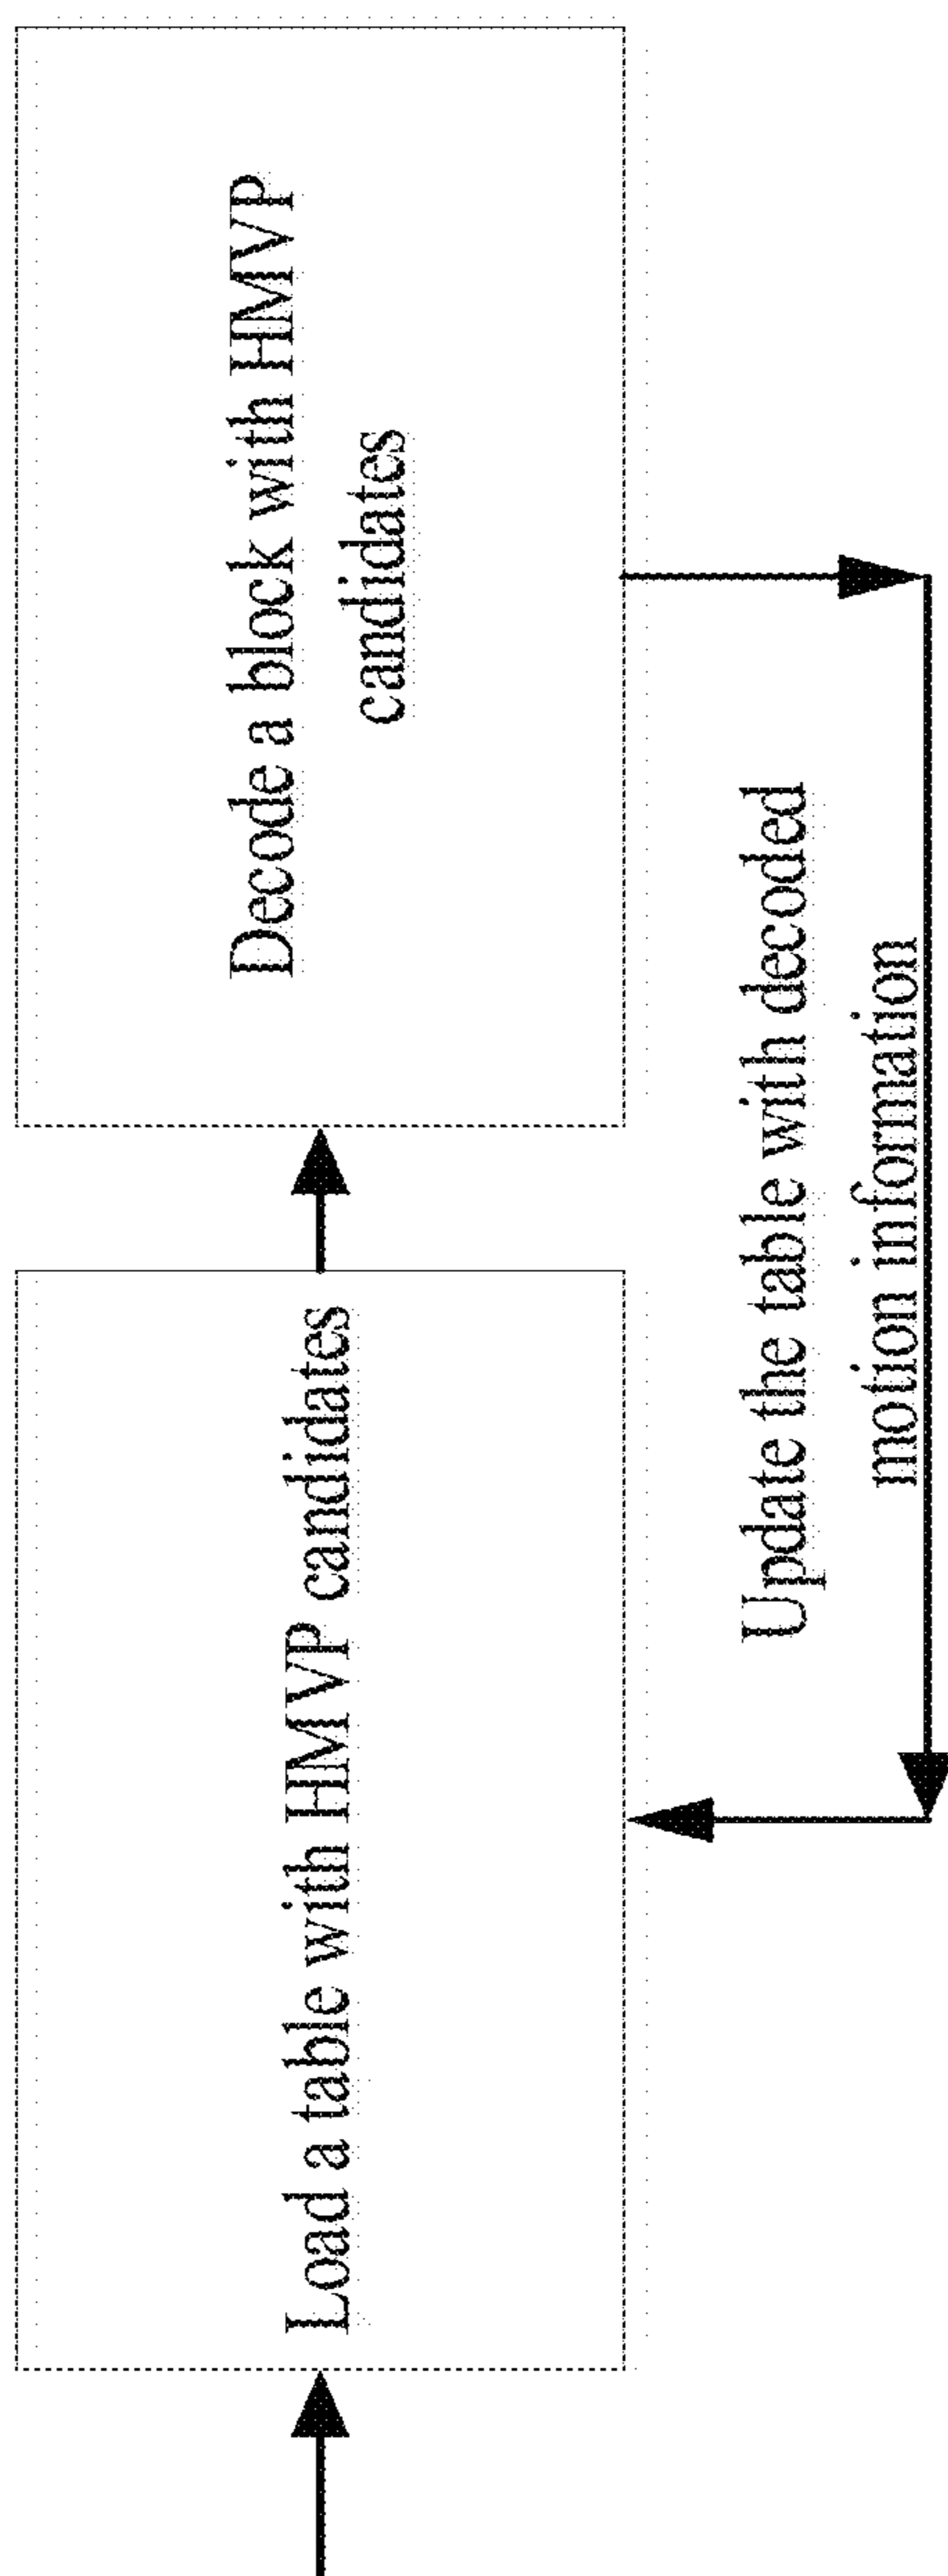 Load a table with HMVP candidates
Decode a block with HMVP
candidates
Update the table with decoded
motion information